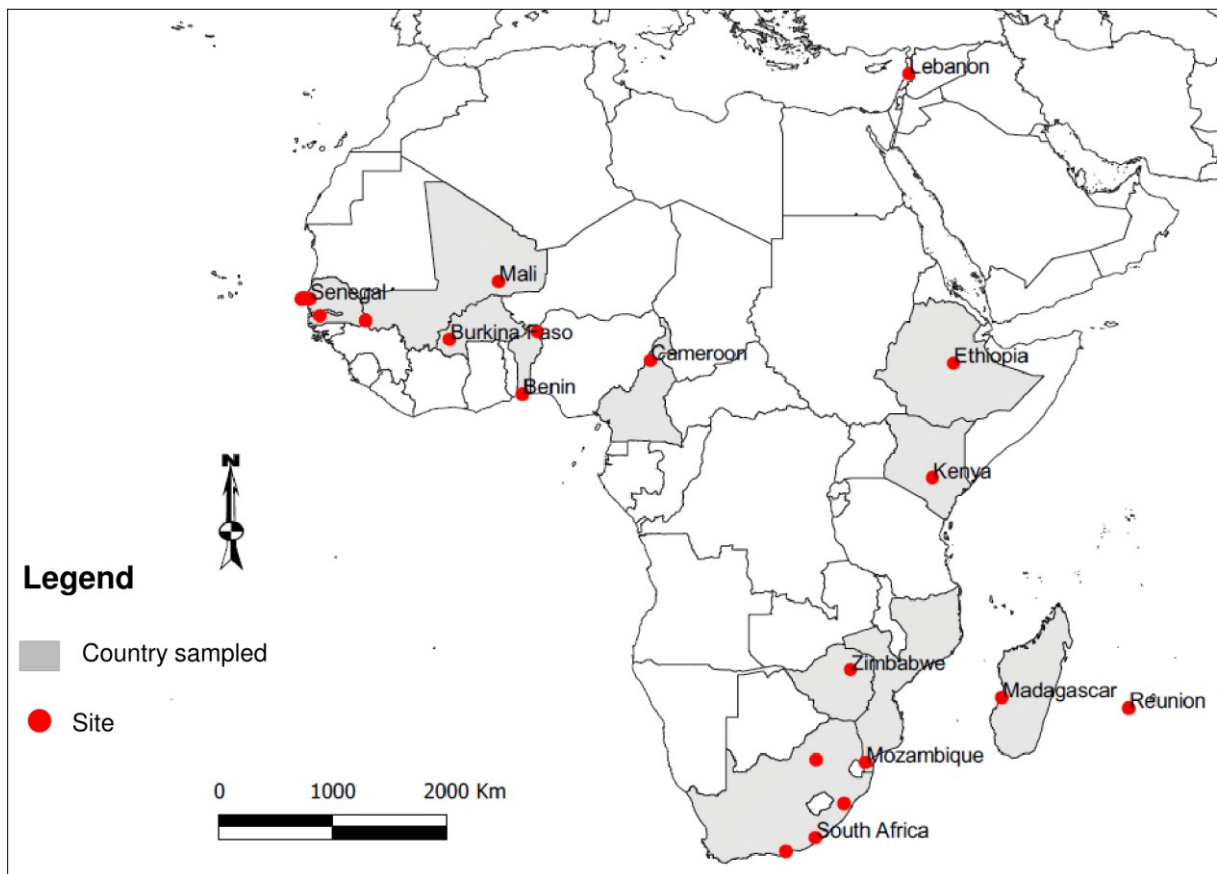 Lebanon
Mali
Senegal
Burkina Faso
Cameroon
Ethiopia
Benin
N
Kenya
Legend
Country sampled
Zimbabwe
Madagascar
Reunion
Site
Mozambique
0 1000 2000 Km
South Africa